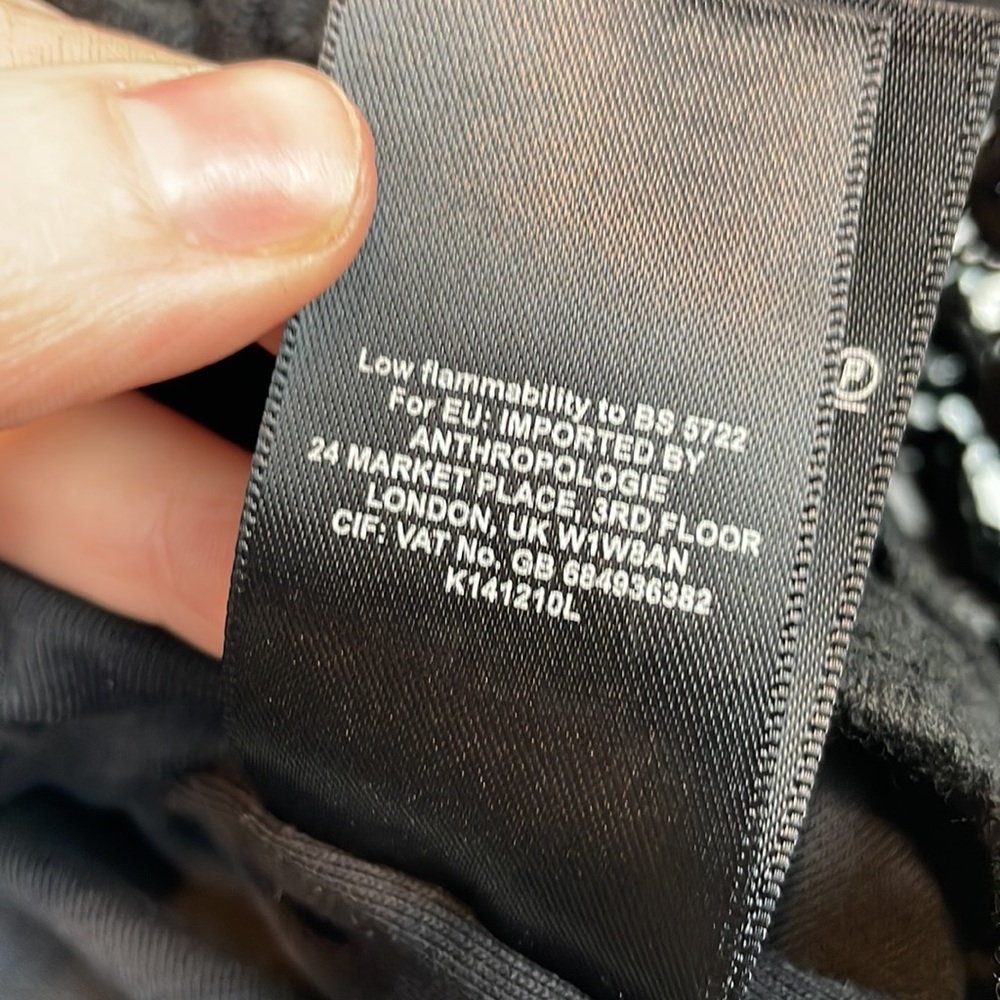 Low flammability to BS 5722
For EU: IMPORTED BY
ANTHROPOLOGIE
24 MARKET PLACE, 3RD FLOOR
LONDON, UK W1W8AN
CIF: VAT No. GB 684936382
K141210L
P